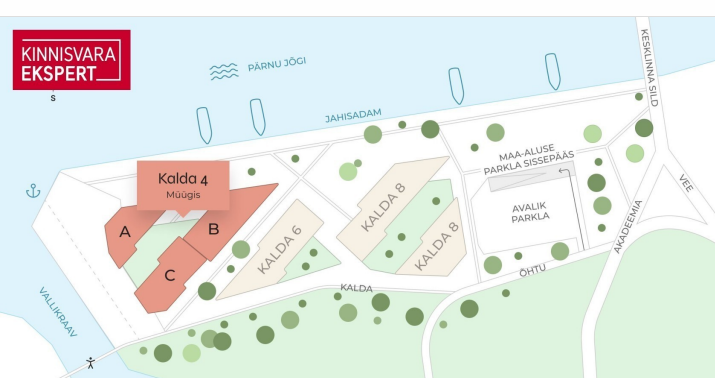 KINNISVARA
EKSPERT
S
PÄRNU JÕGI
JAHISADAM
KESKLINNA SILD
MAA-ALUSE
PARKLA SISSEPÄÄS
Kalda 4
Müügis
A
B
C
KALDA 6
KALDA 8
KALDA 8
AVALIK
PARKLA
VEE
AKADEEMIA
ÕHTU
KALDA
VALLIKRAAV